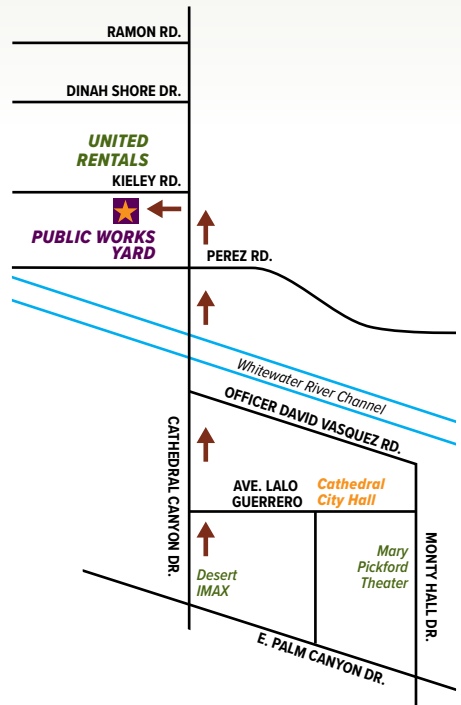 RAMON RD.
DINAH SHORE DR.
UNITED
RENTALS
KIELEY RD.
PUBLIC WORKS
YARD
PEREZ RD.
Whitewater River Channel
OFFICER DAVID VASQUEZ RD.
CATHEDRAL CANYON DR.
AVE. LALO
GUERRERO
Cathedral
City Hall
Desert
IMAX
Mary
Pickford
Theater
MONTY HALL DR.
E. PALM CANYON DR.